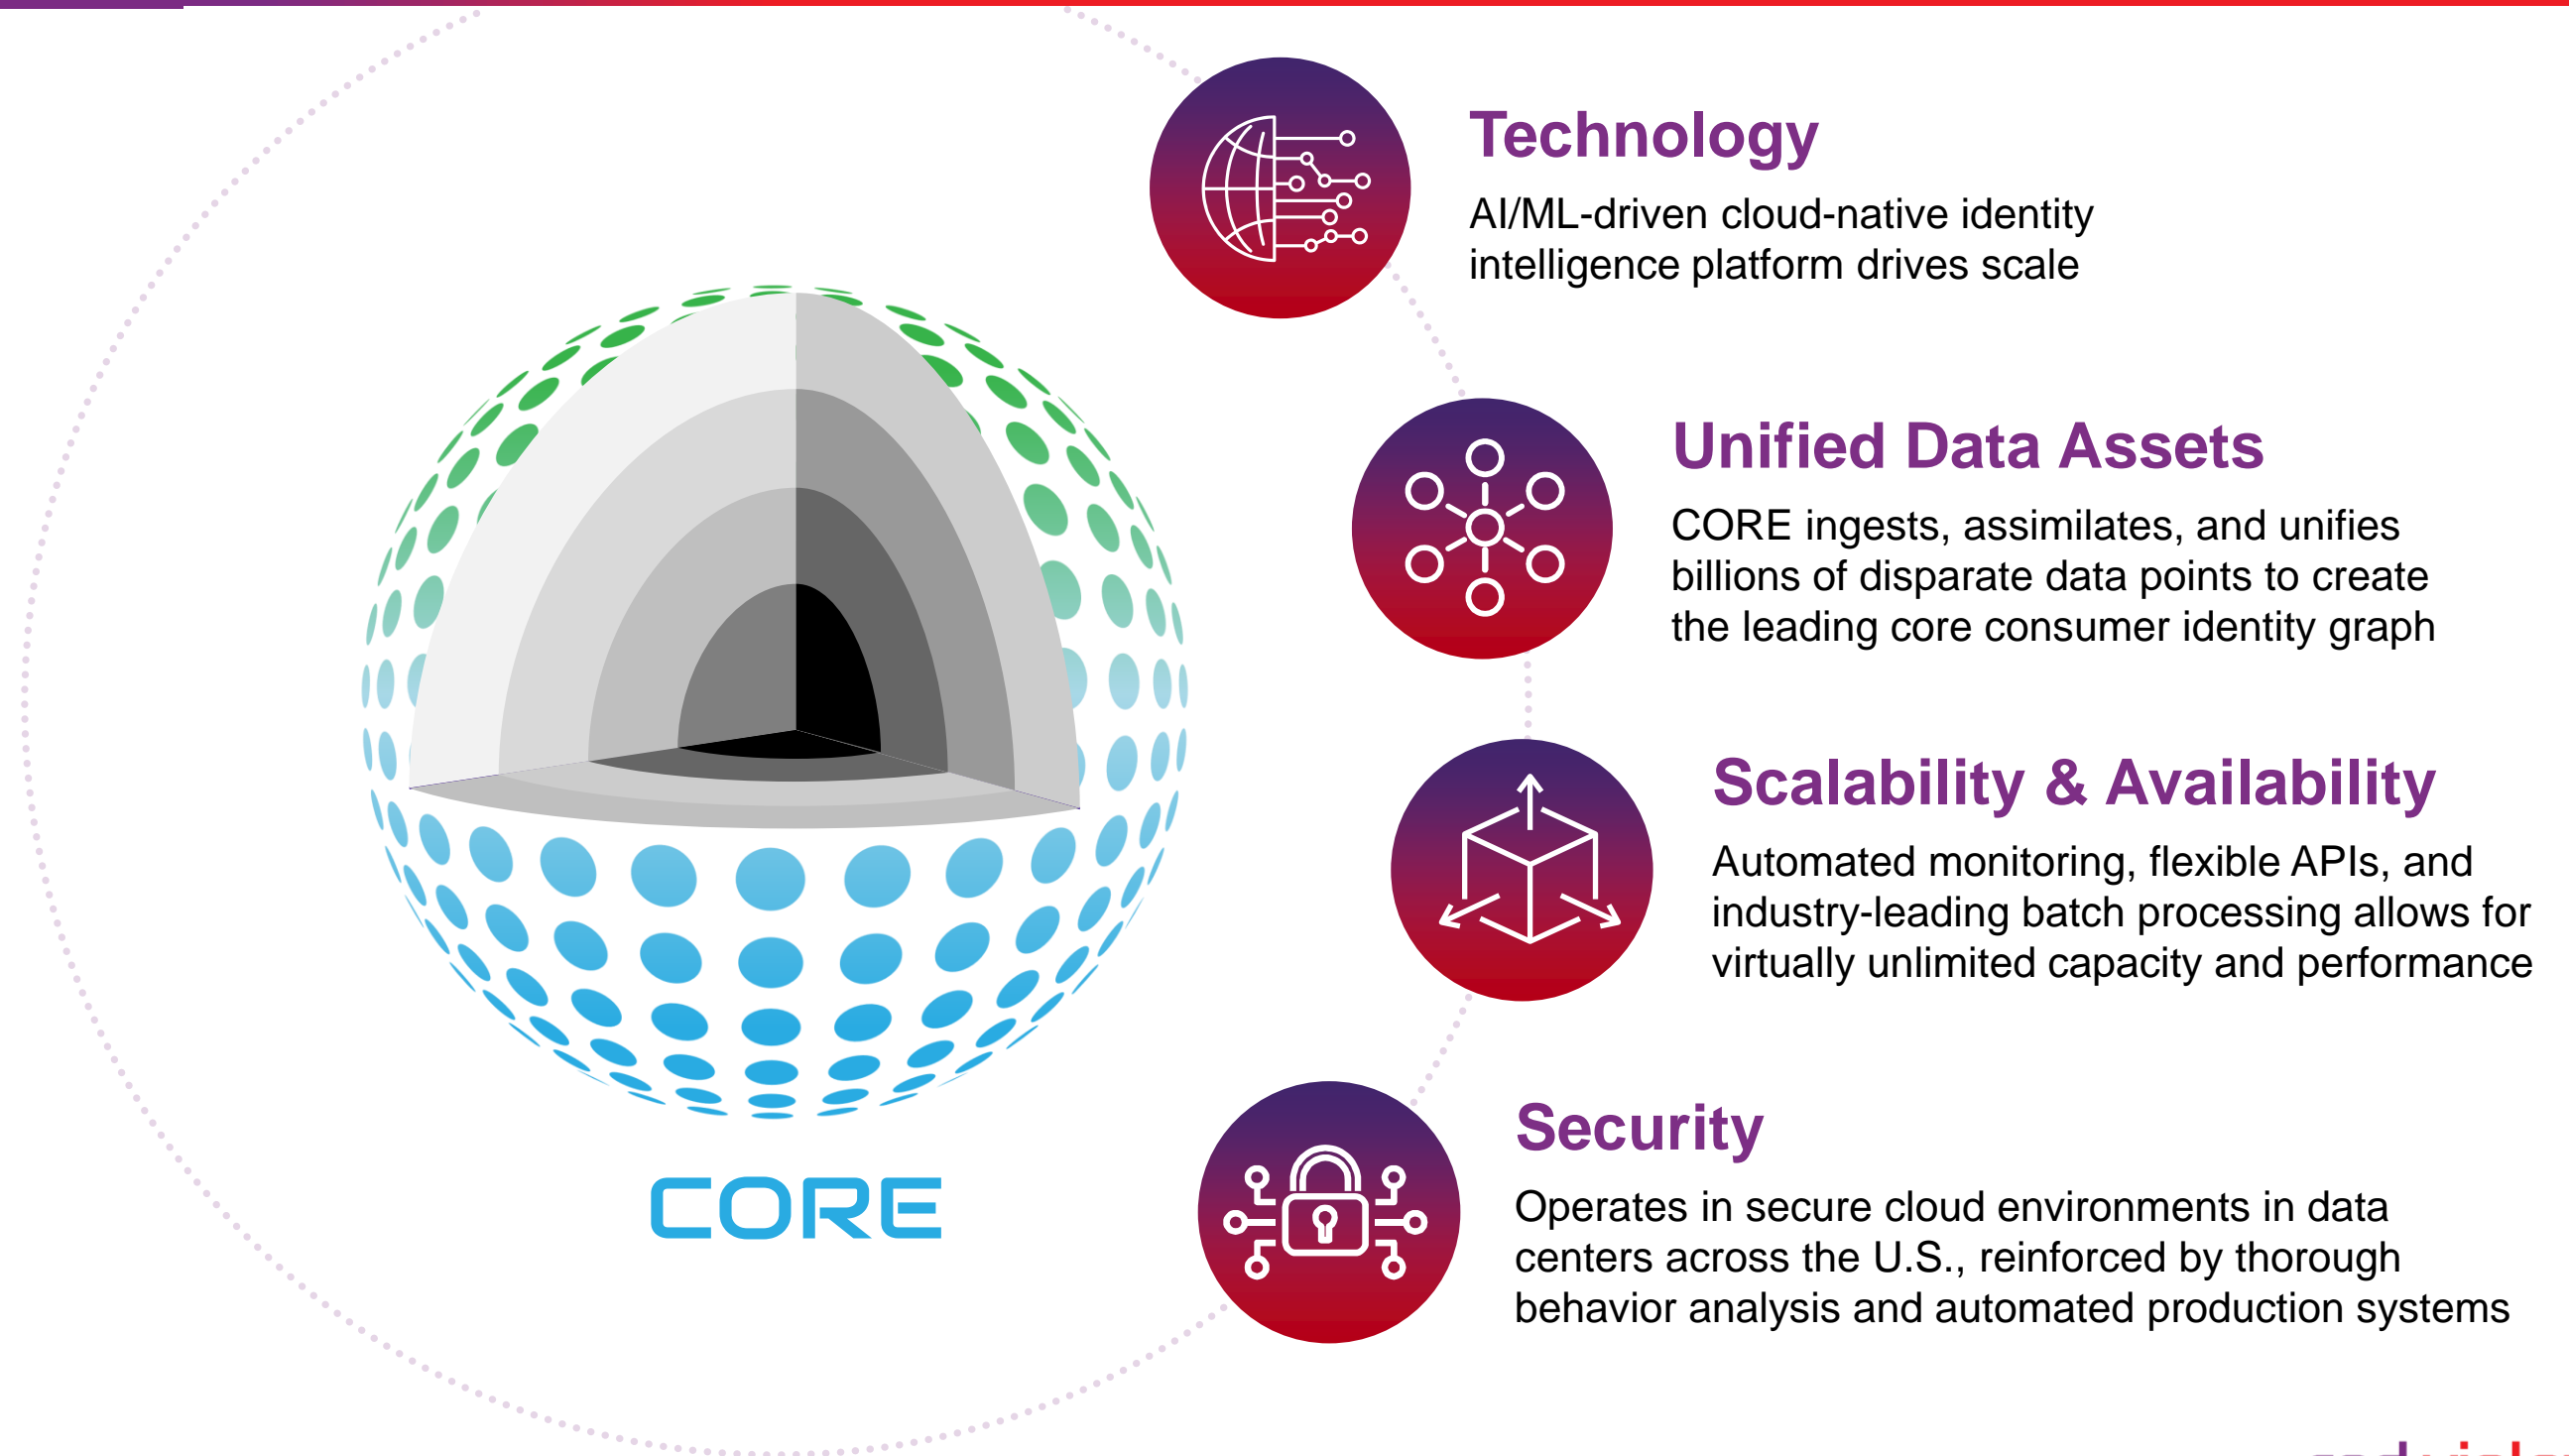 Technology
AI/ML-driven cloud-native identity
intelligence platform drives scale
Unified Data Assets
CORE ingests, assimilates, and unifies
billions of disparate data points to create
the leading core consumer identity graph
Scalability & Availability
Automated monitoring, flexible APIs, and
industry-leading batch processing allows for
virtually unlimited capacity and performance
CORE
Security
Operates in secure cloud environments in data
centers across the U.S., reinforced by thorough
behavior analysis and automated production systems